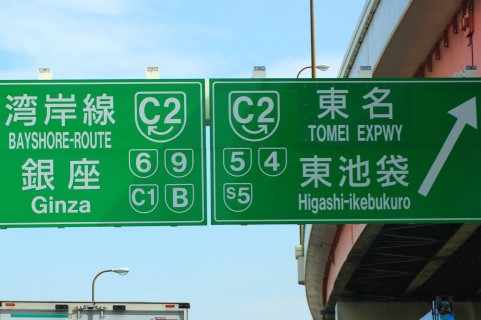 湾岸線
BAYSHORE-ROUTE
銀座
Ginza
C2
6 9
C1 B
C2
5 4
S5
東名
TOMEI EXPWY
東池袋
Higashi-ikebukuro